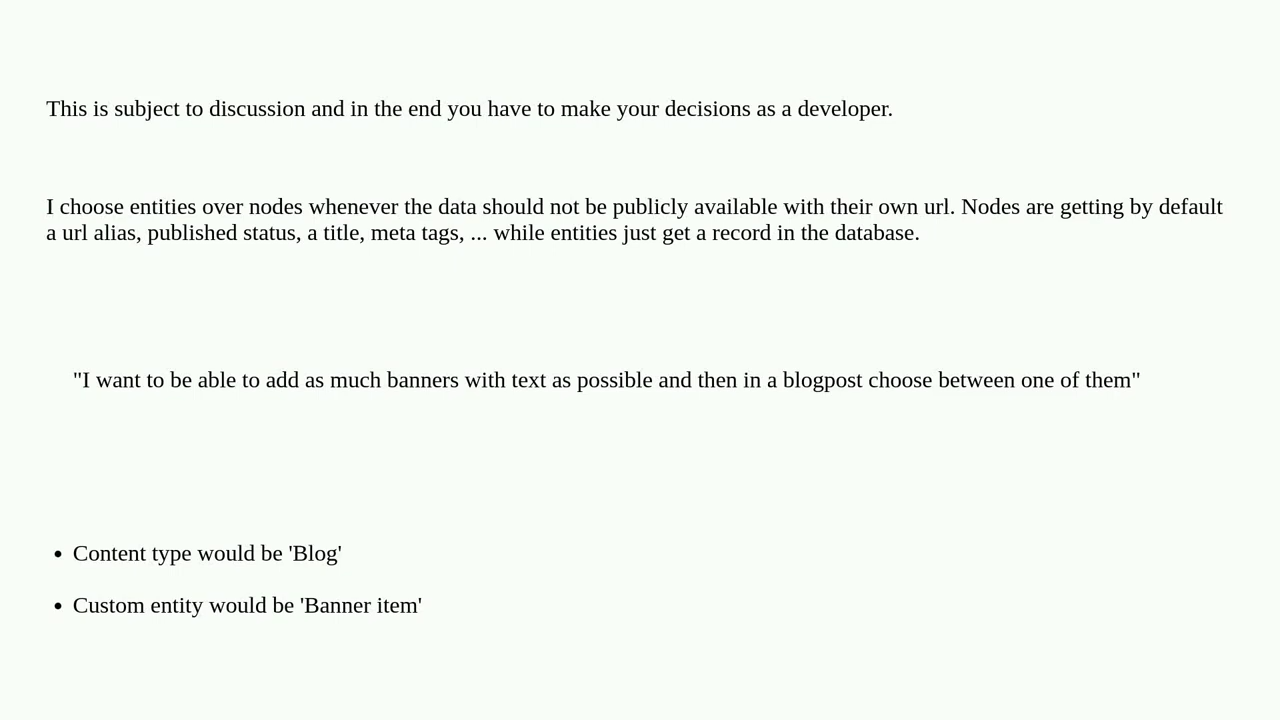 This is subject to discussion and in the end you have to make your decisions as a developer.
I choose entities over nodes whenever the data should not be publicly available with their own url. Nodes are getting by default
a url alias, published status, a title, meta tags, ... while entities just get a record in the database.
"I want to be able to add as much banners with text as possible and then in a blogpost choose between one of them"
• Content type would be 'Blog'
• Custom entity would be 'Banner item'